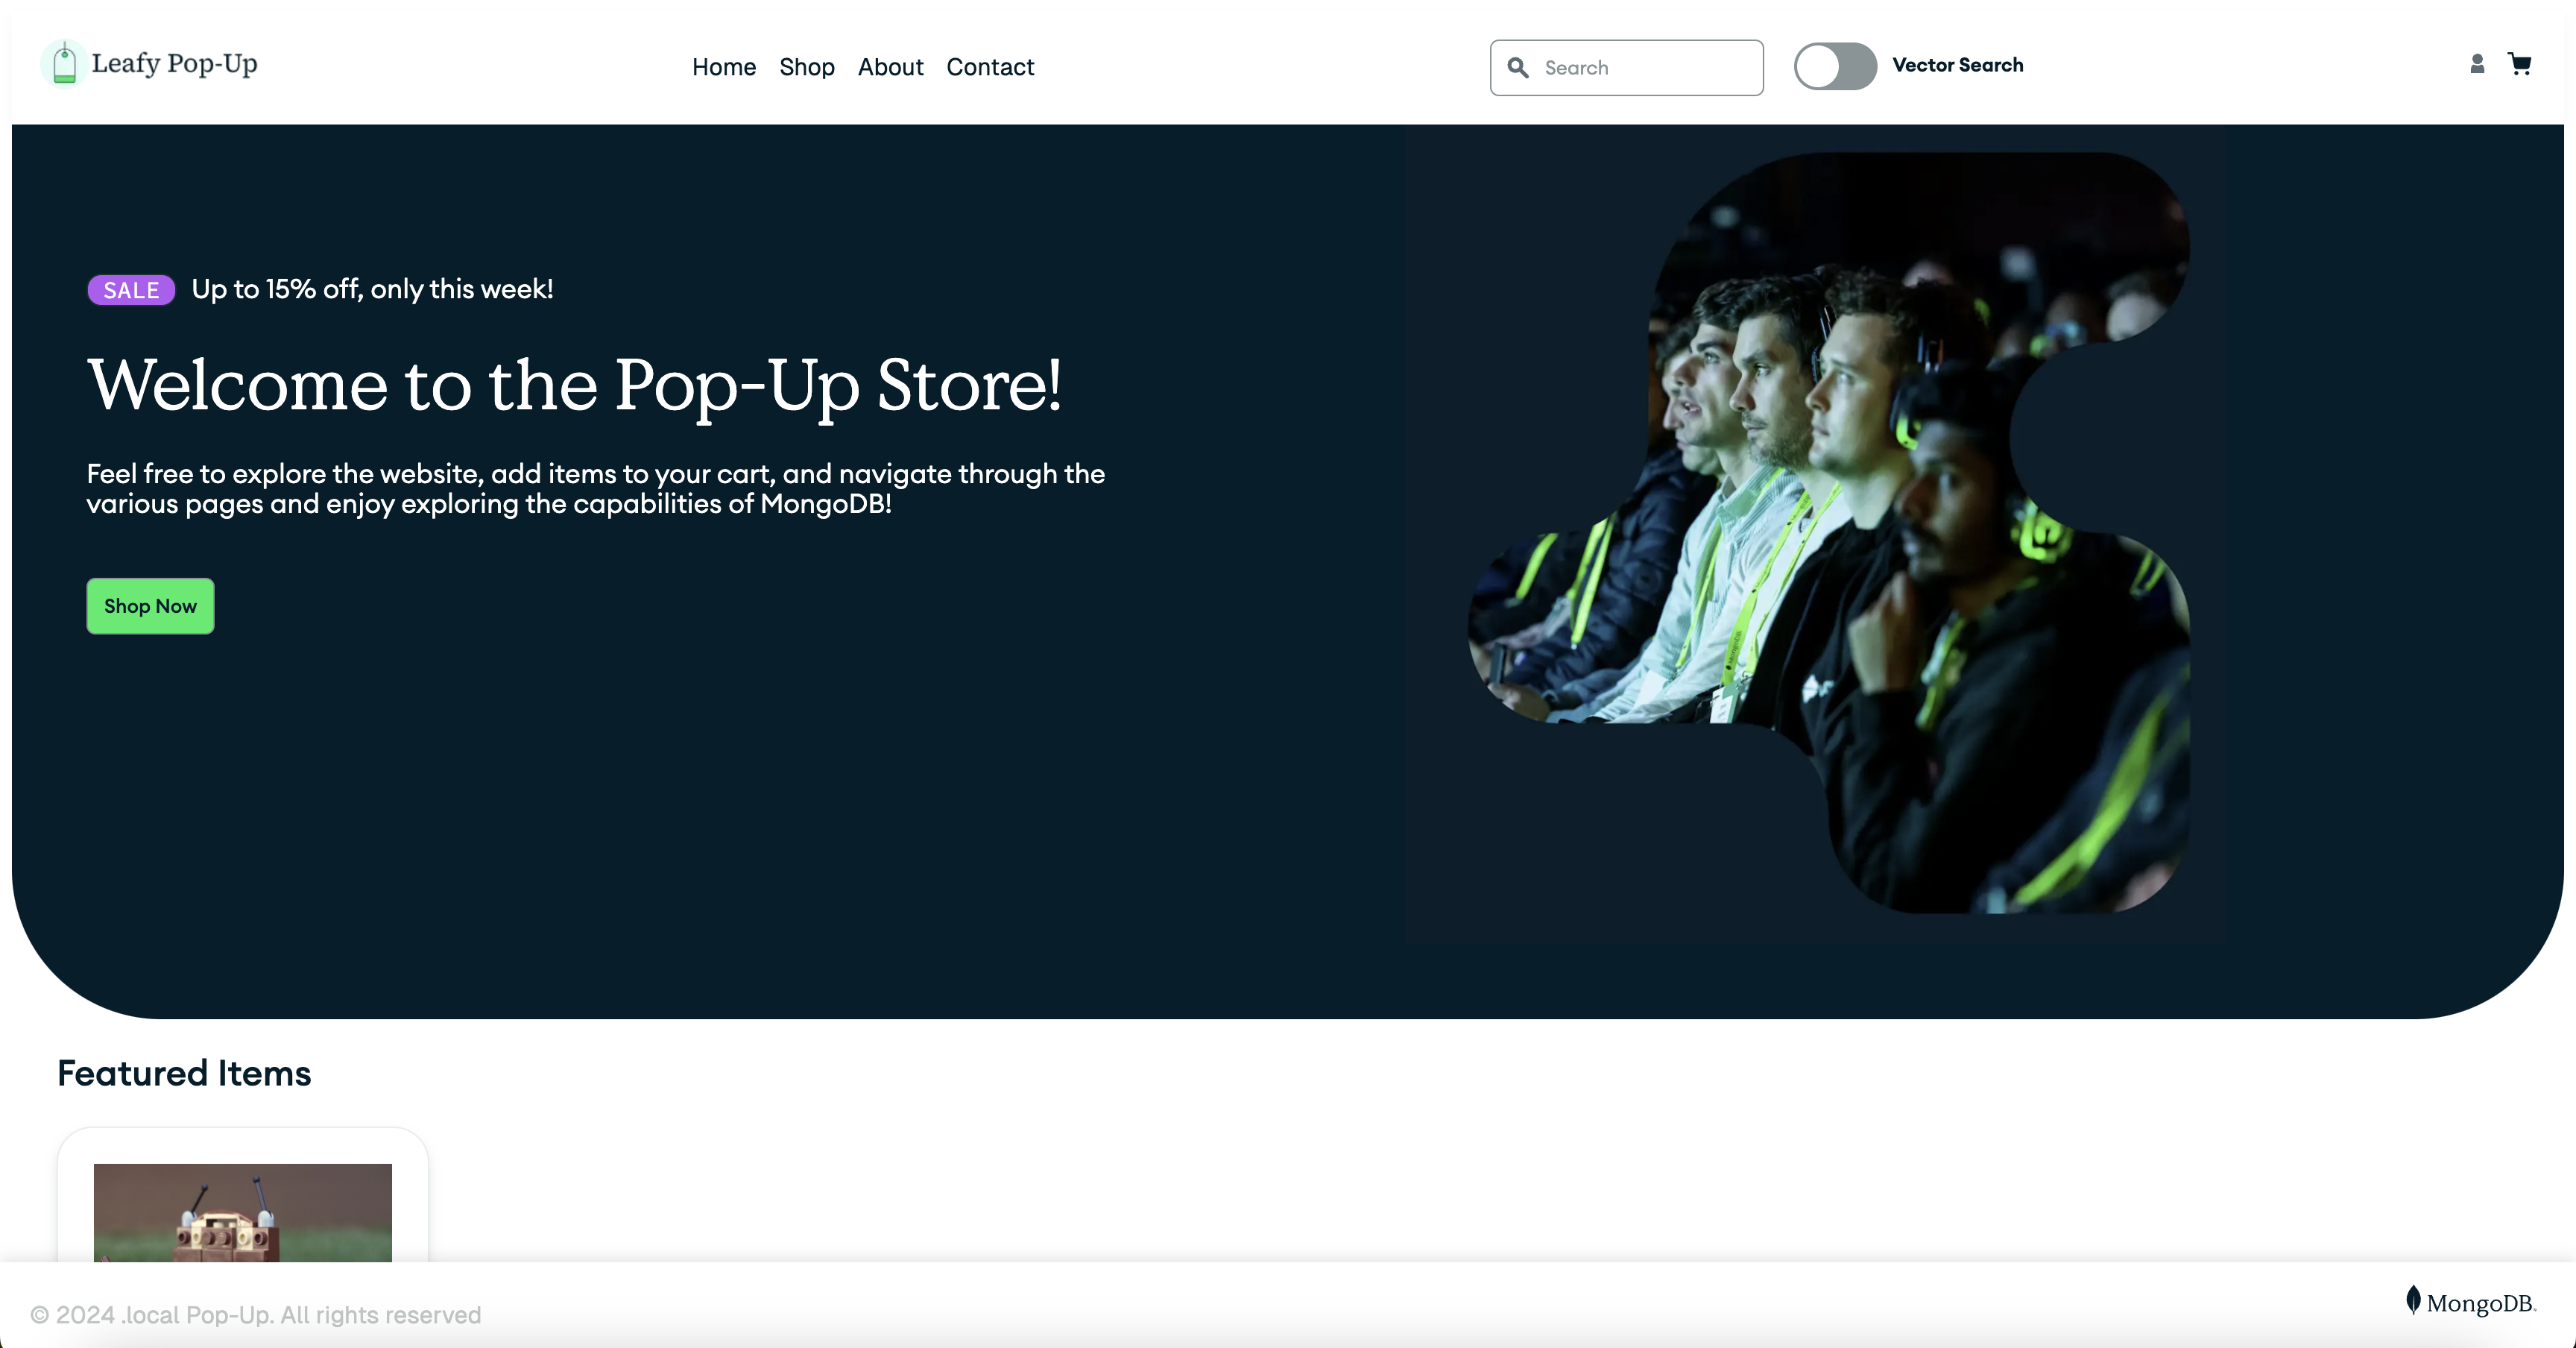 Leafy Pop-Up
Home Shop About Contact
Search
Vector Search
SALE Up to 15% off, only this week!
Welcome to the Pop-Up Store!
Feel free to explore the website, add items to your cart, and navigate through the
various pages and enjoy exploring the capabilities of MongoDB!
Shop Now
MongoDB
Featured Items
© 2024 .local Pop-Up. All rights reserved
MongoDB.